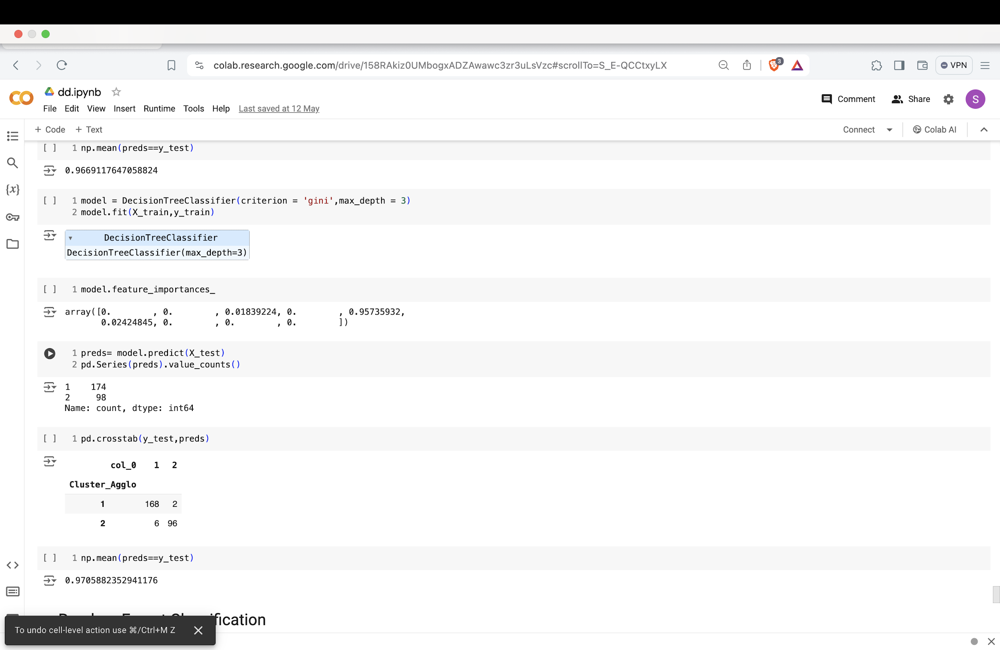 colab.research.google.com/drive/158RAkiz0UMbogxADZAwawc3zr3uLsVzc#scrollTo=S_E-QCCtxyLX
3
VPN
CO
dd.ipynb
File Edit View Insert Runtime Tools Help Last saved at 12 May
Comment Share S
+ Code + Text
Connect Colab AI
[ ] 1 np.mean(preds==y_test)
0.9669117647058824
{x}
[ ] 1 model = DecisionTreeClassifier(criterion = 'gini',max_depth = 3)
2 model.fit(X_train,y_train)
▾ DecisionTreeClassifier
DecisionTreeClassifier(max_depth=3)
[ ] 1 model.feature_importances_
array([0. , 0. , 0.01839224, 0. , 0.95735932,
0.02424845, 0. , 0. , 0. ])
1 preds= model.predict(X_test)
2 pd.Series(preds).value_counts()
1 174
2 98
Name: count, dtype: int64
[ ] 1 pd.crosstab(y_test,preds)
col_0 1 2
Cluster_Agglo
1 168 2
2 6 96
[ ] 1 np.mean(preds==y_test)
0.9705882352941176
ification
To undo cell-level action use ⌘/Ctrl+M Z